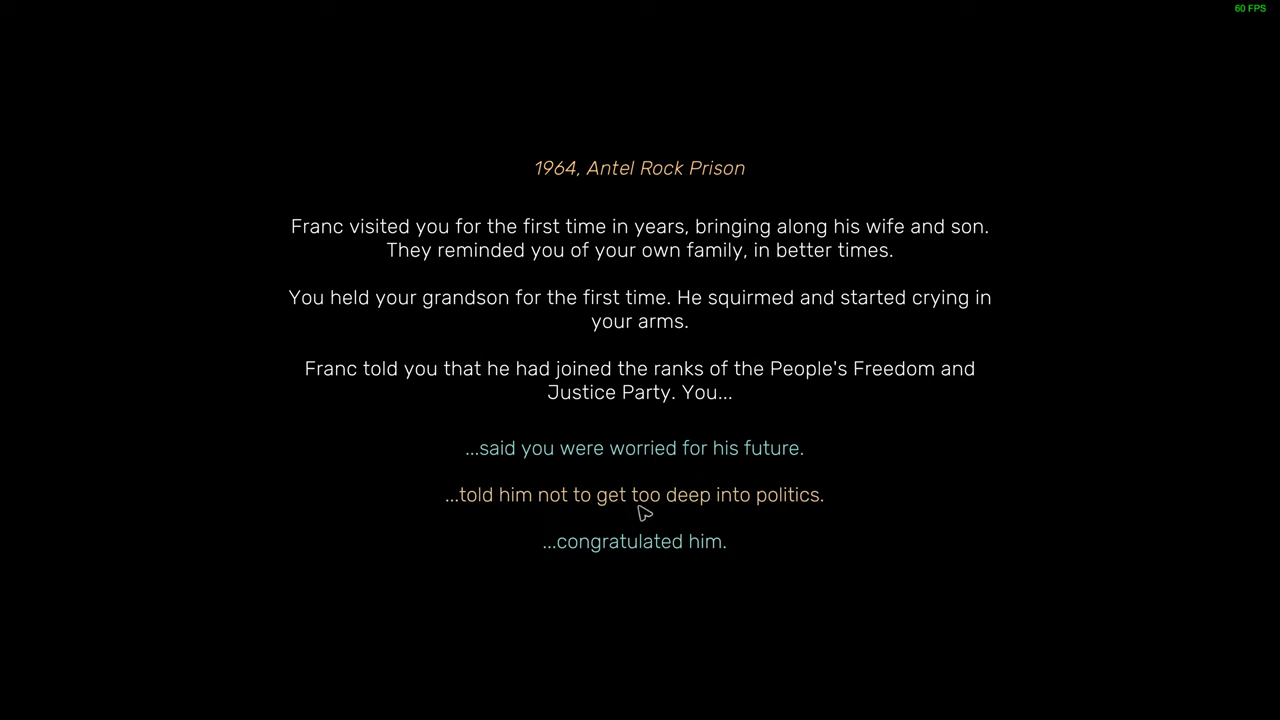 60 FPS
1964, Antel Rock Prison
Franc visited you for the first time in years, bringing along his wife and son.
They reminded you of your own family, in better times.
You held your grandson for the first time. He squirmed and started crying in
your arms.
Franc told you that he had joined the ranks of the People's Freedom and
Justice Party. You...
...said you were worried for his future.
...told him not to get too deep into politics.
...congratulated him.